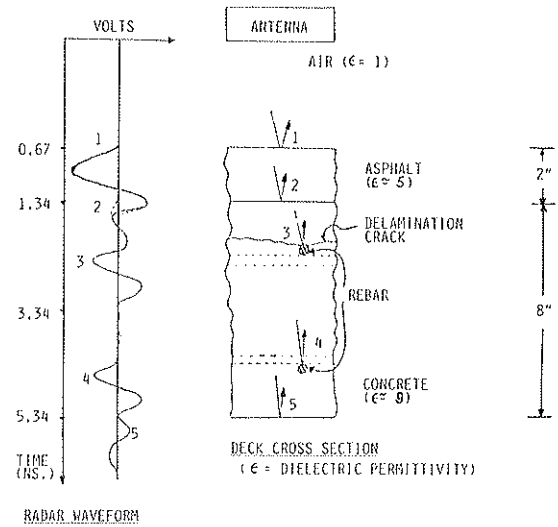 VOLTS
ANTENNA
AIR (ϵ= 1)
1
0.67
1
ASPHALT
(ϵ≈ 5)
2"
2
1.34
2
DELAMINATION
CRACK
3
3
REBAR
8"
3.34
4
4
CONCRETE
(ϵ≈ 9)
5
5.34
5
TIME
(NS.)
DECK CROSS SECTION
(ϵ = DIELECTRIC PERMITTIVITY)
RADAR WAVEFORM